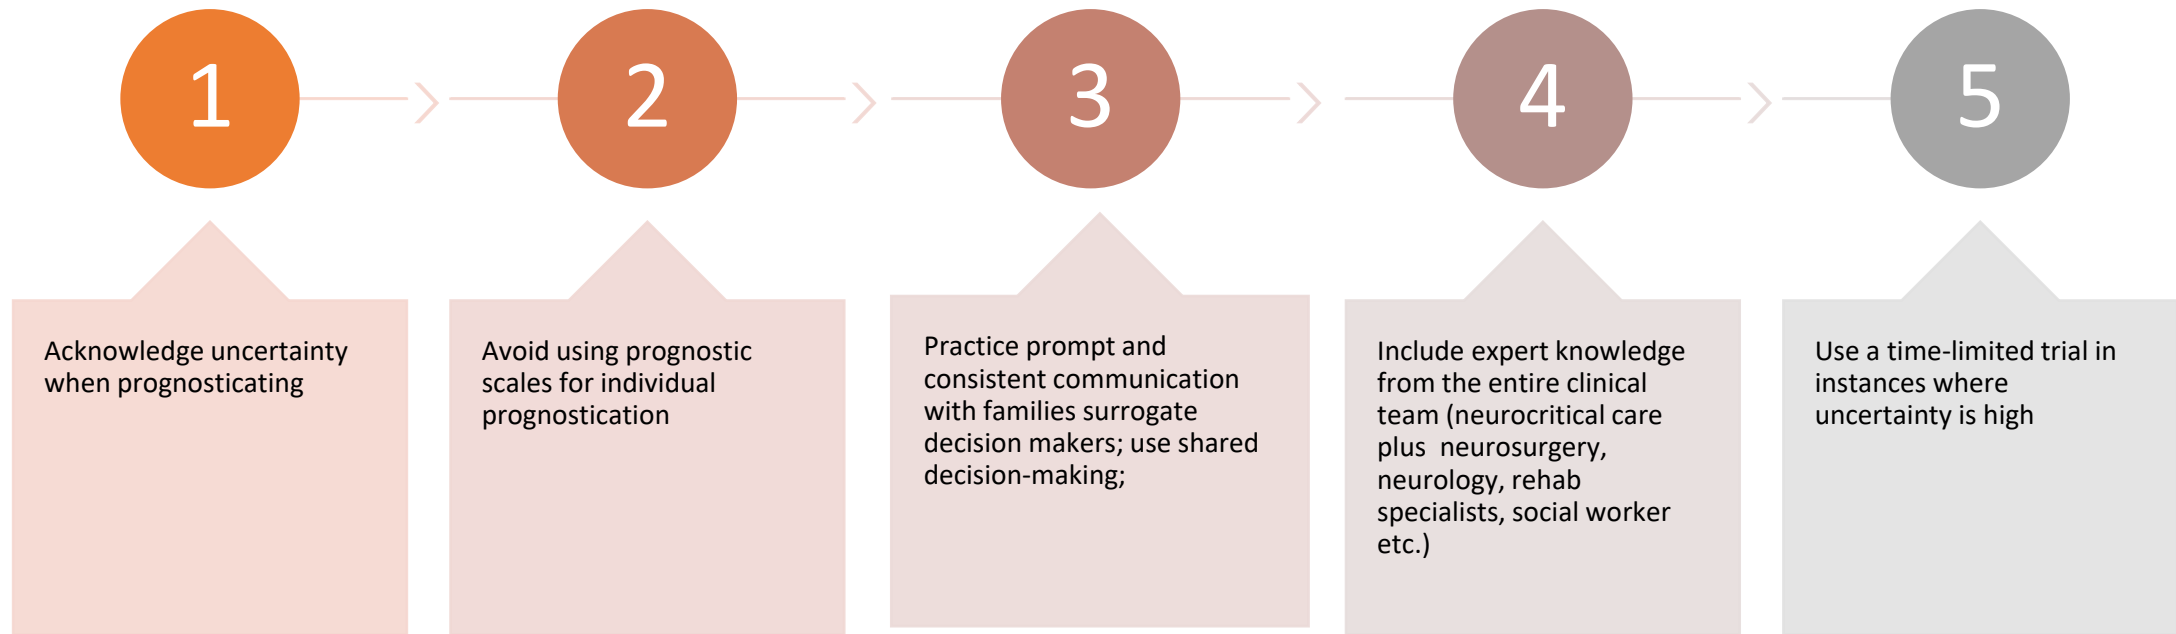 1
2
3
4
5
Acknowledge uncertainty
when prognosticating
Avoid using prognostic
scales for individual
prognostication
Practice prompt and
consistent communication
with families surrogate
decision makers; use shared
decision-making;
Include expert knowledge
from the entire clinical
team (neurocritical care
plus  neurosurgery,
neurology, rehab
specialists, social worker
etc.)
Use a time-limited trial in
instances where
uncertainty is high